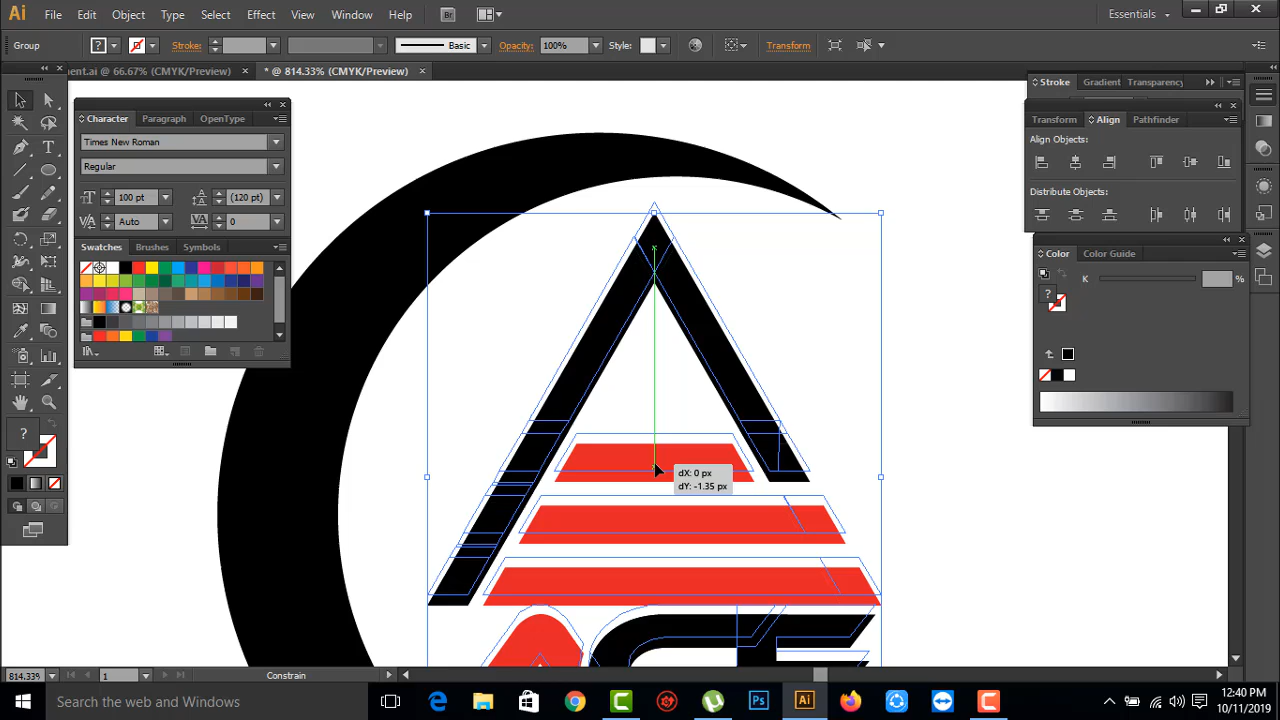 Ai File Edit Object Type Select Effect View Window Help Br Essentials
Group ? Stroke: Basic Opacity: 100% Style: Transform
ment.ai @ 66.67% (CMYK/Preview) × * @ 814.33% (CMYK/Preview) ×
Stroke Gradient Transparency
Character Paragraph OpenType
Transform Align Pathfinder
Times New Roman
Align Objects:
Regular
100 pt (120 pt)
Auto 0
Distribute Objects:
Swatches Brushes Symbols
Color Color Guide
K %
?
?
dX: 0 px
dY: -1.35 px
814.33% 1 Constrain
Search the web and Windows
Ps Ai
12:40 PM
10/11/2019